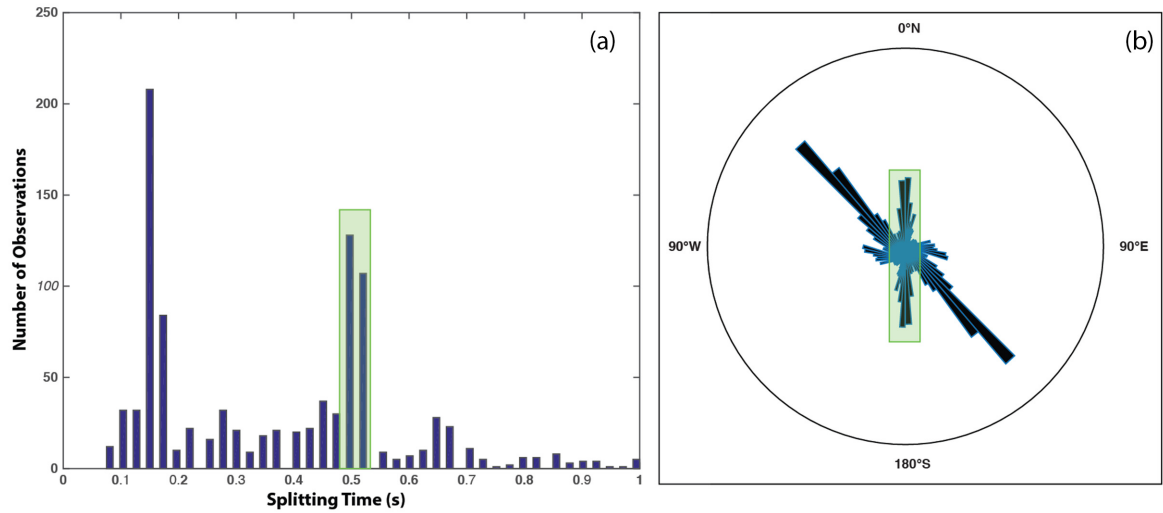 250
(a)
200
150
100
50
0
Number of Observations
0 0.1 0.2 0.3 0.4 0.5 0.6 0.7 0.8 0.9 1
Splitting Time (s)
(b)
0°N
90°W
90°E
180°S